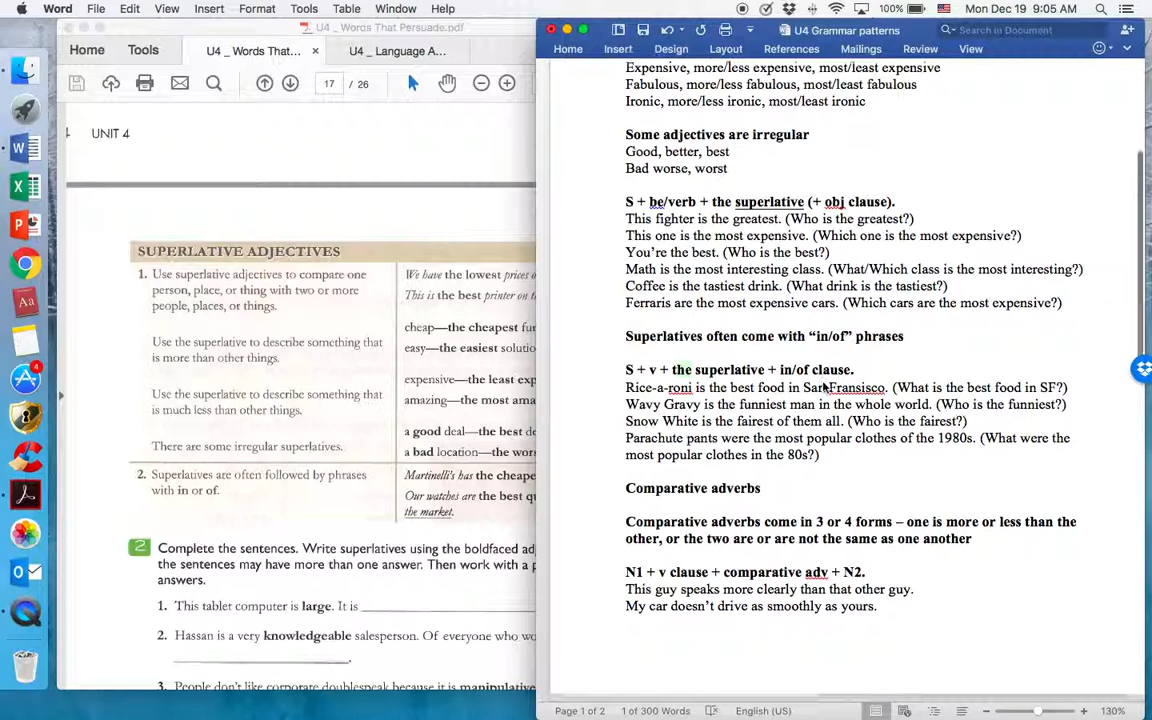 Word File Edit View Insert Format Tools Table Window Help 100% Mon Dec 19 9:05 AM
U4 _ Words That Persuade.pdf
Home Tools U4 _ Words That... × U4 _ Language A...
17 / 26
UNIT 4
SUPERLATIVE ADJECTIVES
1. Use superlative adjectives to compare one
person, place, or thing with two or more
people, places, or things.
Use the superlative to describe something that
is more than other things.
Use the superlative to describe something that
is much less than other things.
There are some irregular superlatives.
2. Superlatives are often followed by phrases
with in or of.
We have the lowest prices
This is the best printer on
cheap—the cheapest
easy—the easiest
expensive—the least
amazing—the most
a good deal—the best
a bad location—the
Martinelli's has the
Our watches are the best
the market.
2 Complete the sentences. Write superlatives using the boldfaced
the sentences may have more than one answer. Then work with a
answers.
1. This tablet computer is large. It is
2. Hassan is a very knowledgeable salesperson. Of everyone who
3. People don't like corporate doublespeak because it is
U4 Grammar patterns
Search in Document
Home Insert Design Layout References Mailings Review View
Expensive, more/less expensive, most/least expensive
Fabulous, more/less fabulous, most/least fabulous
Ironic, more/less ironic, most/least ironic
Some adjectives are irregular
Good, better, best
Bad worse, worst
S + be/verb + the superlative (+ obj clause).
This fighter is the greatest. (Who is the greatest?)
This one is the most expensive. (Which one is the most expensive?)
You're the best. (Who is the best?)
Math is the most interesting class. (What/Which class is the most interesting?)
Coffee is the tastiest drink. (What drink is the tastiest?)
Ferraris are the most expensive cars. (Which cars are the most expensive?)
Superlatives often come with “in/of” phrases
S + v + the superlative + in/of clause.
Rice-a-roni is the best food in San Fransisco. (What is the best food in SF?)
Wavy Gravy is the funniest man in the whole world. (Who is the funniest?)
Snow White is the fairest of them all. (Who is the fairest?)
Parachute pants were the most popular clothes of the 1980s. (What were the
most popular clothes in the 80s?)
Comparative adverbs
Comparative adverbs come in 3 or 4 forms – one is more or less than the
other, or the two are or are not the same as one another
N1 + v clause + comparative adv + N2.
This guy speaks more clearly than that other guy.
My car doesn't drive as smoothly as yours.
Page 1 of 2 1 of 300 Words English (US) 130%
4